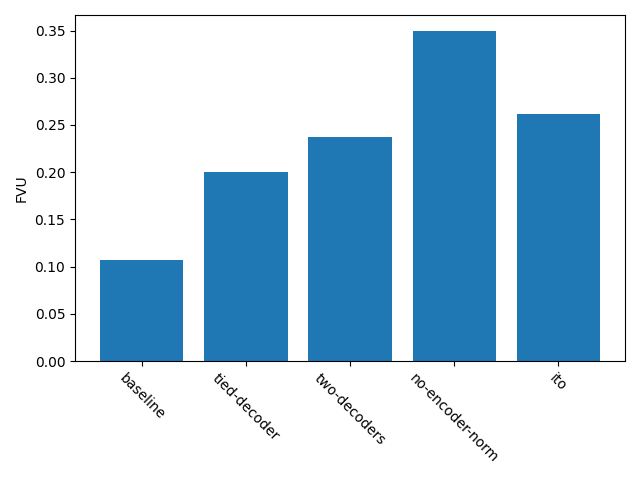 FVU
0.35
0.30
0.25
0.20
0.15
0.10
0.05
0.00
baseline
tied-decoder
two-decoders
no-encoder-norm
ito